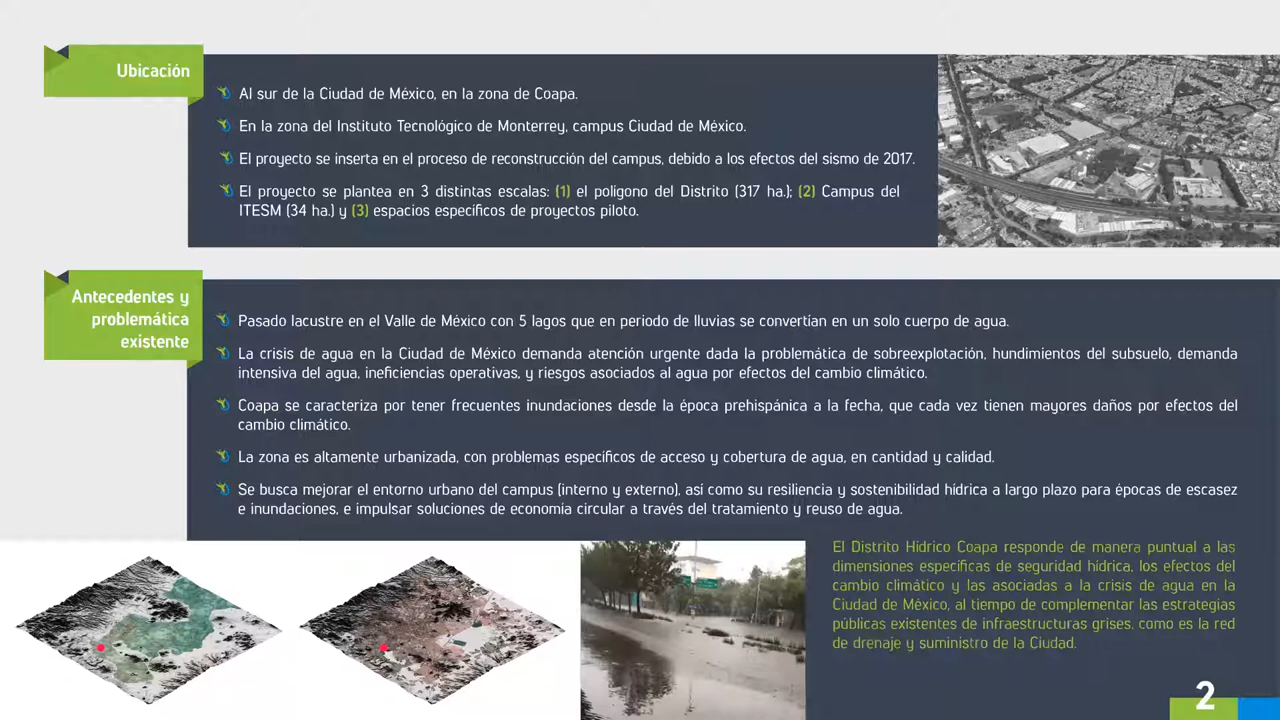 Ubicación
Al sur de la Ciudad de México, en la zona de Coapa.
En la zona del Instituto Tecnológico de Monterrey, campus Ciudad de México.
El proyecto se inserta en el proceso de reconstrucción del campus, debido a los efectos del sismo de 2017.
El proyecto se plantea en 3 distintas escalas: (1) el polígono del Distrito (317 ha.); (2) Campus del
ITESM (34 ha.) y (3) espacios específicos de proyectos piloto.
Antecedentes y
problemática
existente
Pasado lacustre en el Valle de México con 5 lagos que en periodo de lluvias se convertían en un solo cuerpo de agua.
La crisis de agua en la Ciudad de México demanda atención urgente dada la problemática de sobreexplotación, hundimientos del subsuelo, demanda
intensiva del agua, ineficiencias operativas, y riesgos asociados al agua por efectos del cambio climático.
Coapa se caracteriza por tener frecuentes inundaciones desde la época prehispánica a la fecha, que cada vez tienen mayores daños por efectos del
cambio climático.
La zona es altamente urbanizada, con problemas específicos de acceso y cobertura de agua, en cantidad y calidad.
Se busca mejorar el entorno urbano del campus (interno y externo), así como su resiliencia y sostenibilidad hídrica a largo plazo para épocas de escasez
e inundaciones, e impulsar soluciones de economía circular a través del tratamiento y reuso de agua.
El Distrito Hídrico Coapa responde de manera puntual a las
dimensiones específicas de seguridad hídrica, los efectos del
cambio climático y las asociadas a la crisis de agua en la
Ciudad de México, al tiempo de complementar las estrategias
públicas existentes de infraestructuras grises, como es la red
de drenaje y suministro de la Ciudad.
2